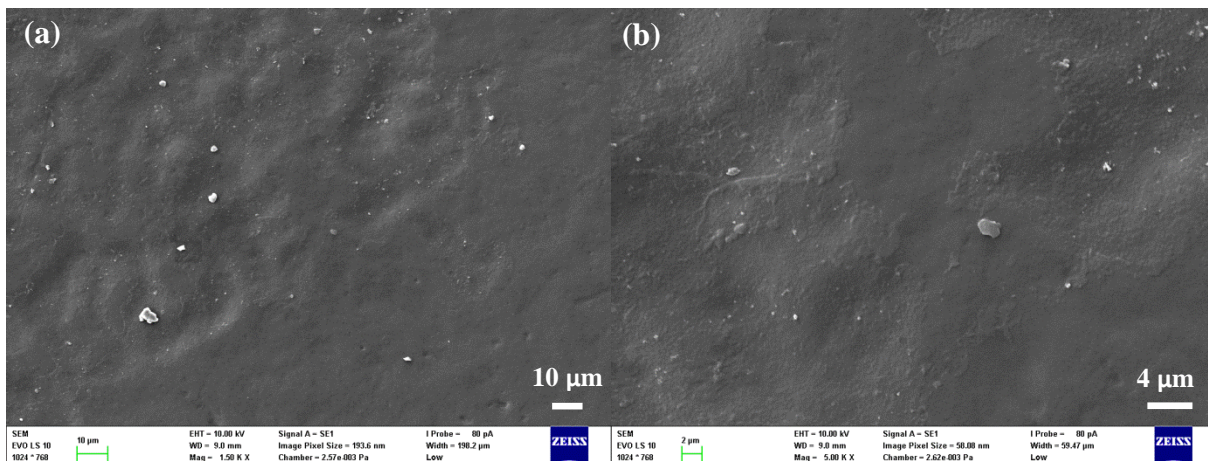 (a)
10 µm
SEM
EVO LS 10
1024 * 768
10 µm
EHT = 10.00 kV
WD = 9.0 mm
Mag = 1.50 K X
Signal A = SE1
Image Pixel Size = 193.6 nm
Chamber = 2.57e-003 Pa
I Probe = 80 pA
Width = 198.2 µm
Low
ZEISS
(b)
4 µm
SEM
EVO LS 10
1024 * 768
2 µm
EHT = 10.00 kV
WD = 9.0 mm
Mag = 5.00 K X
Signal A = SE1
Image Pixel Size = 58.08 nm
Chamber = 2.62e-003 Pa
I Probe = 80 pA
Width = 59.47 µm
Low
ZEISS